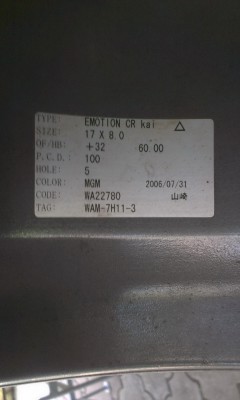 TYPE: EMOTION CR kai △
SIZE: 17 X 8.0
OF/HB: +32 60.00
P.C.D.: 100
HOLE: 5
COLOR: MGM 2006/07/31
CODE: WA22780 山崎
TAG: WAM-7H11-3